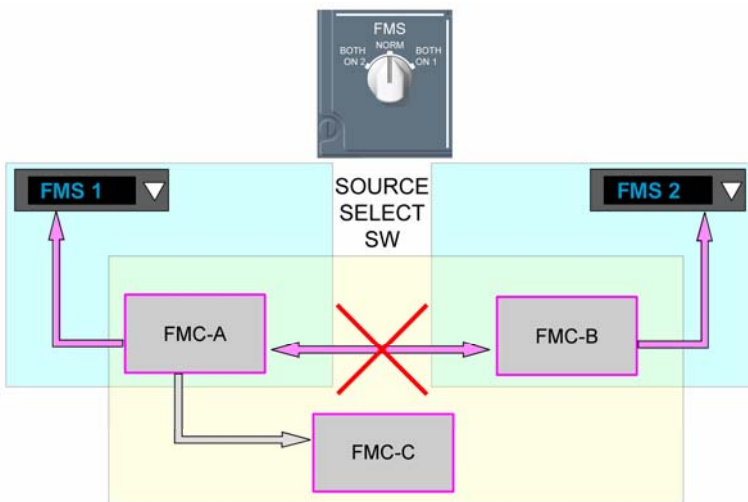 FMS
NORM
BOTH BOTH
ON 2 ON 1
FMS 1
SOURCE
SELECT
SW
FMS 2
FMC-A
FMC-B
FMC-C